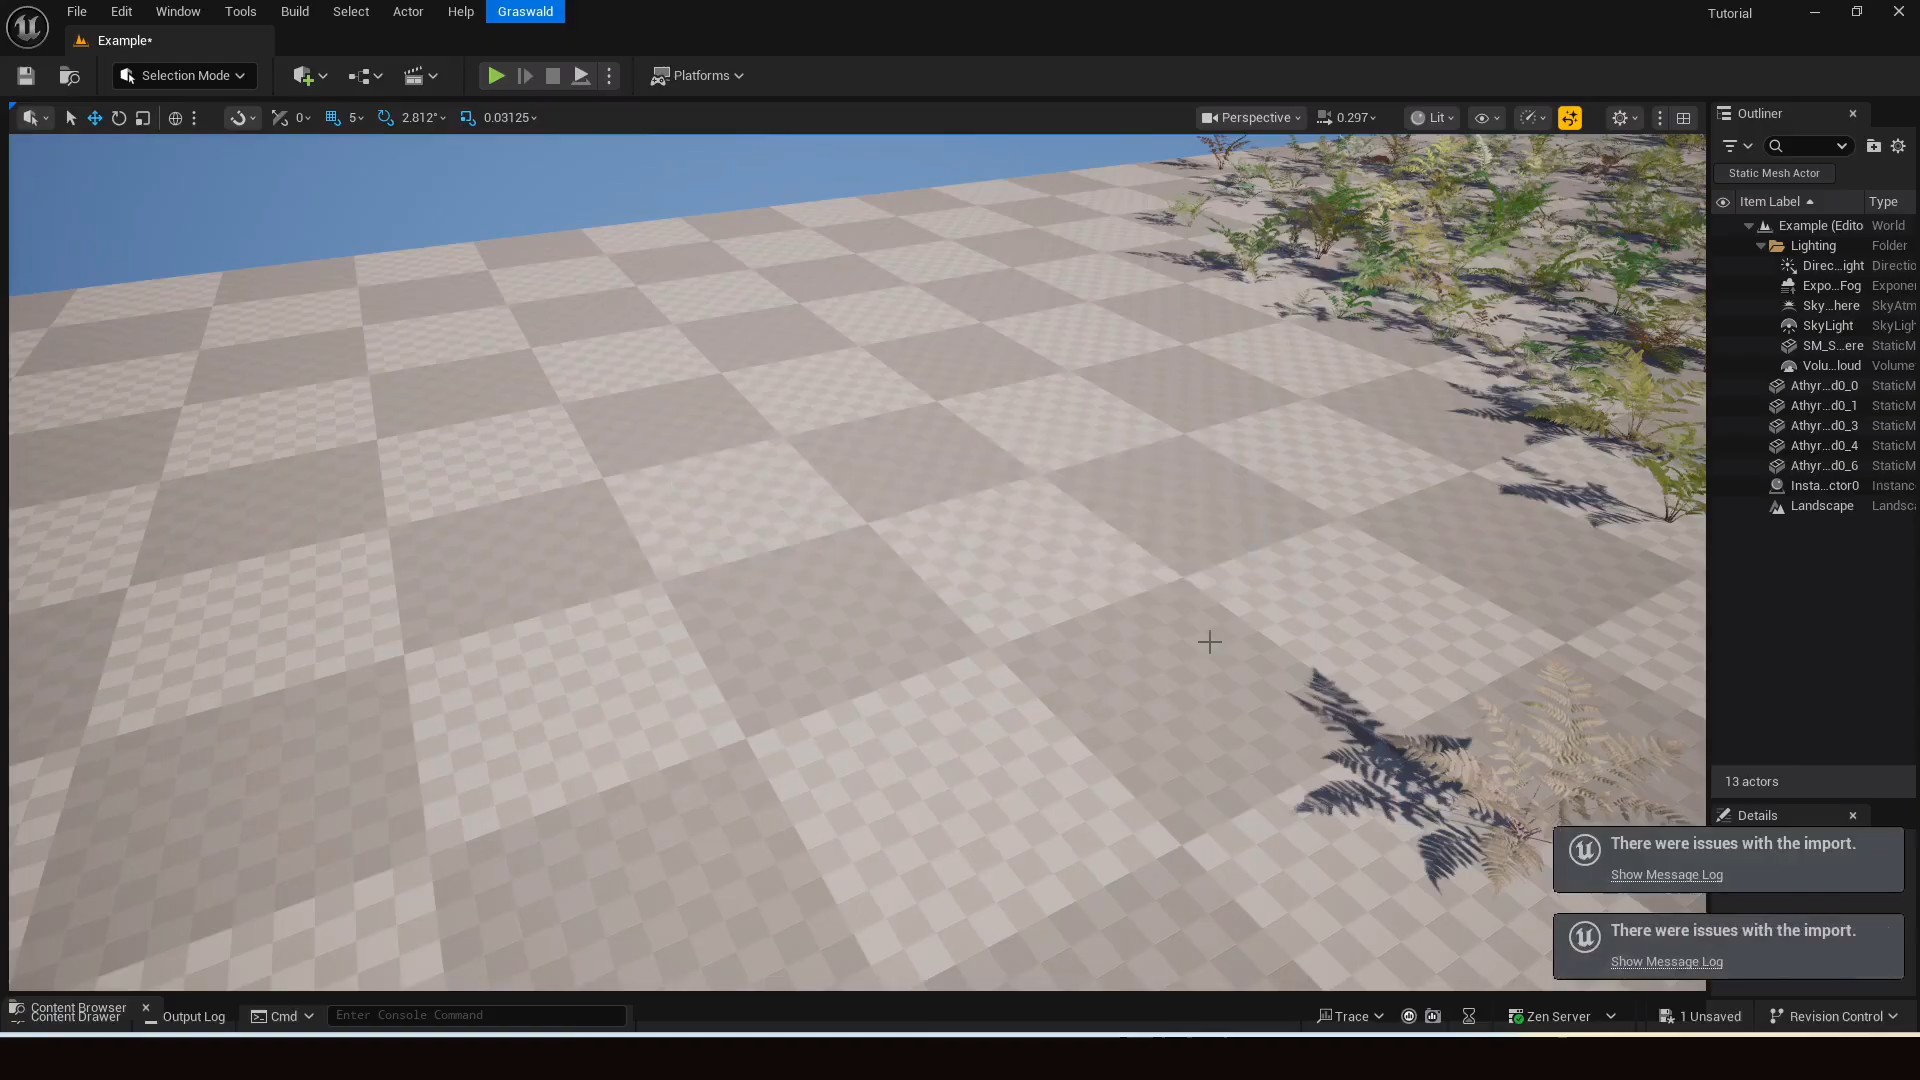 File Edit Window Tools Build Select Actor Help Graswald
Tutorial
Example*
Selection Mode
Platforms
0 5 2.812° 0.03125
Perspective 0.297 Lit
Outliner
Static Mesh Actor
Item Label Type
Example (Edito World
Lighting Folder
Direc...ight Directio
Expo...Fog Exponen
Sky...here SkyAtm
SkyLight SkyLigh
SM_S...ere StaticM
Volu...loud Volume
Athyr...d0_0 StaticM
Athyr...d0_1 StaticM
Athyr...d0_3 StaticM
Athyr...d0_4 StaticM
Athyr...d0_6 StaticM
Insta...ctor0 Instanc
Landscape Landsca
13 actors
Details
There were issues with the import.
Show Message Log
There were issues with the import.
Show Message Log
Content Browser
Content Drawer
Output Log
Cmd
Enter Console Command
Trace
Zen Server
1 Unsaved
Revision Control